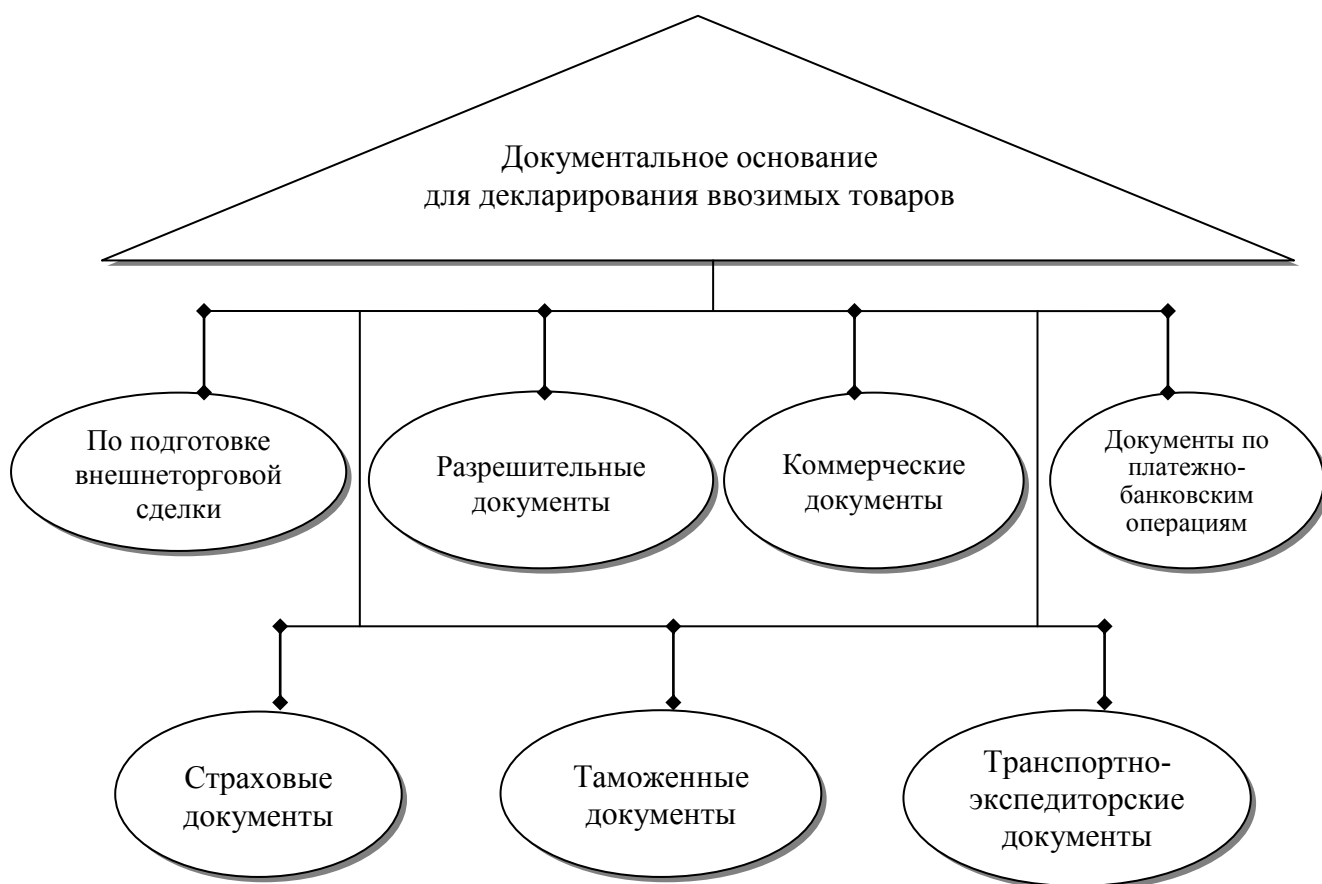 Документальное основание
для декларирования ввозимых товаров
По подготовке
внешнеторговой
сделки
Разрешительные
документы
Коммерческие
документы
Документы по
платежно-
банковским
операциям
Страховые
документы
Таможенные
документы
Транспортно-
экспедиторские
документы